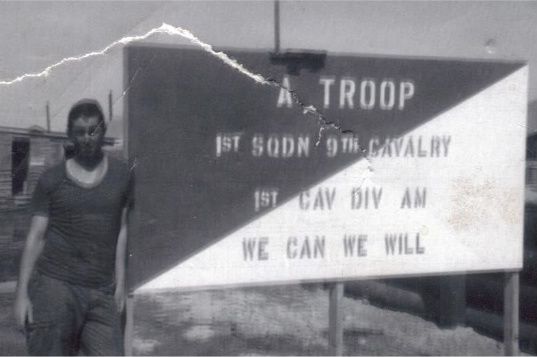 A TROOP
1ST SQDN 9TH CAVALRY
1ST CAV DIV AM
WE CAN WE WILL